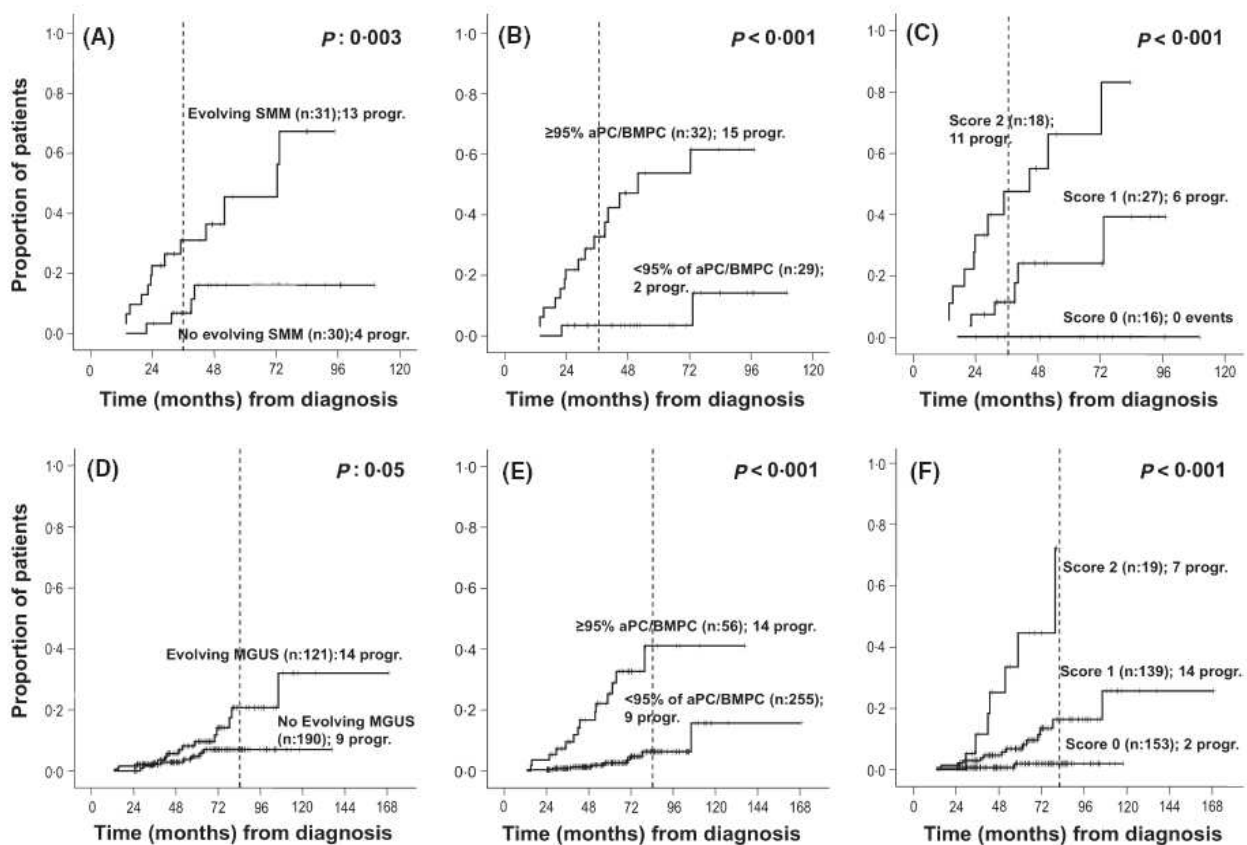 (A)
P : 0·003
Proportion of patients
1·0
0·8
0·6
0·4
0·2
0·0
Evolving SMM (n:31);13 progr.
No evolving SMM (n:30);4 progr.
0 24 48 72 96 120
Time (months) from diagnosis
(B)
P < 0·001
1·0
0·8
0·6
0·4
0·2
0·0
≥95% aPC/BMPC (n:32); 15 progr.
<95% of aPC/BMPC (n:29);
2 progr.
0 24 48 72 96 120
Time (months) from diagnosis
(C)
P < 0·001
1·0
0·8
0·6
0·4
0·2
0·0
Score 2 (n:18);
11 progr.
Score 1 (n:27); 6 progr.
Score 0 (n:16); 0 events
0 24 48 72 96 120
Time (months) from diagnosis
(D)
P : 0·05
Proportion of patients
1·0
0·8
0·6
0·4
0·2
0·0
Evolving MGUS (n:121):14 progr.
No Evolving MGUS
(n:190); 9 progr.
0 24 48 72 96 120 144 168
Time (months) from diagnosis
(E)
P < 0·001
1·0
0·8
0·6
0·4
0·2
0·0
≥95% aPC/BMPC (n:56); 14 progr.
<95% of aPC/BMPC (n:255);
9 progr.
0 24 48 72 96 120 144 168
Time (months) from diagnosis
(F)
P < 0·001
1·0
0·8
0·6
0·4
0·2
0·0
Score 2 (n:19); 7 progr.
Score 1 (n:139); 14 progr.
Score 0 (n:153); 2 progr.
0 24 48 72 96 120 144 168
Time (months) from diagnosis